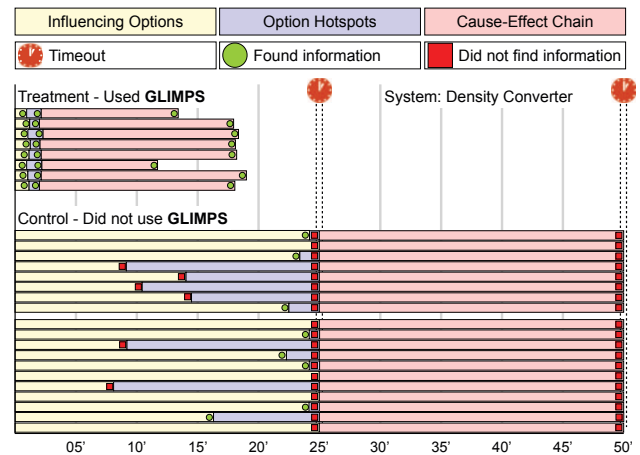 Influencing Options
Option Hotspots
Cause-Effect Chain
Timeout
Found information
Did not find information
Treatment - Used GLIMPS
System: Density Converter
Control - Did not use GLIMPS
05' 10' 15' 20' 25' 30' 35' 40' 45' 50'